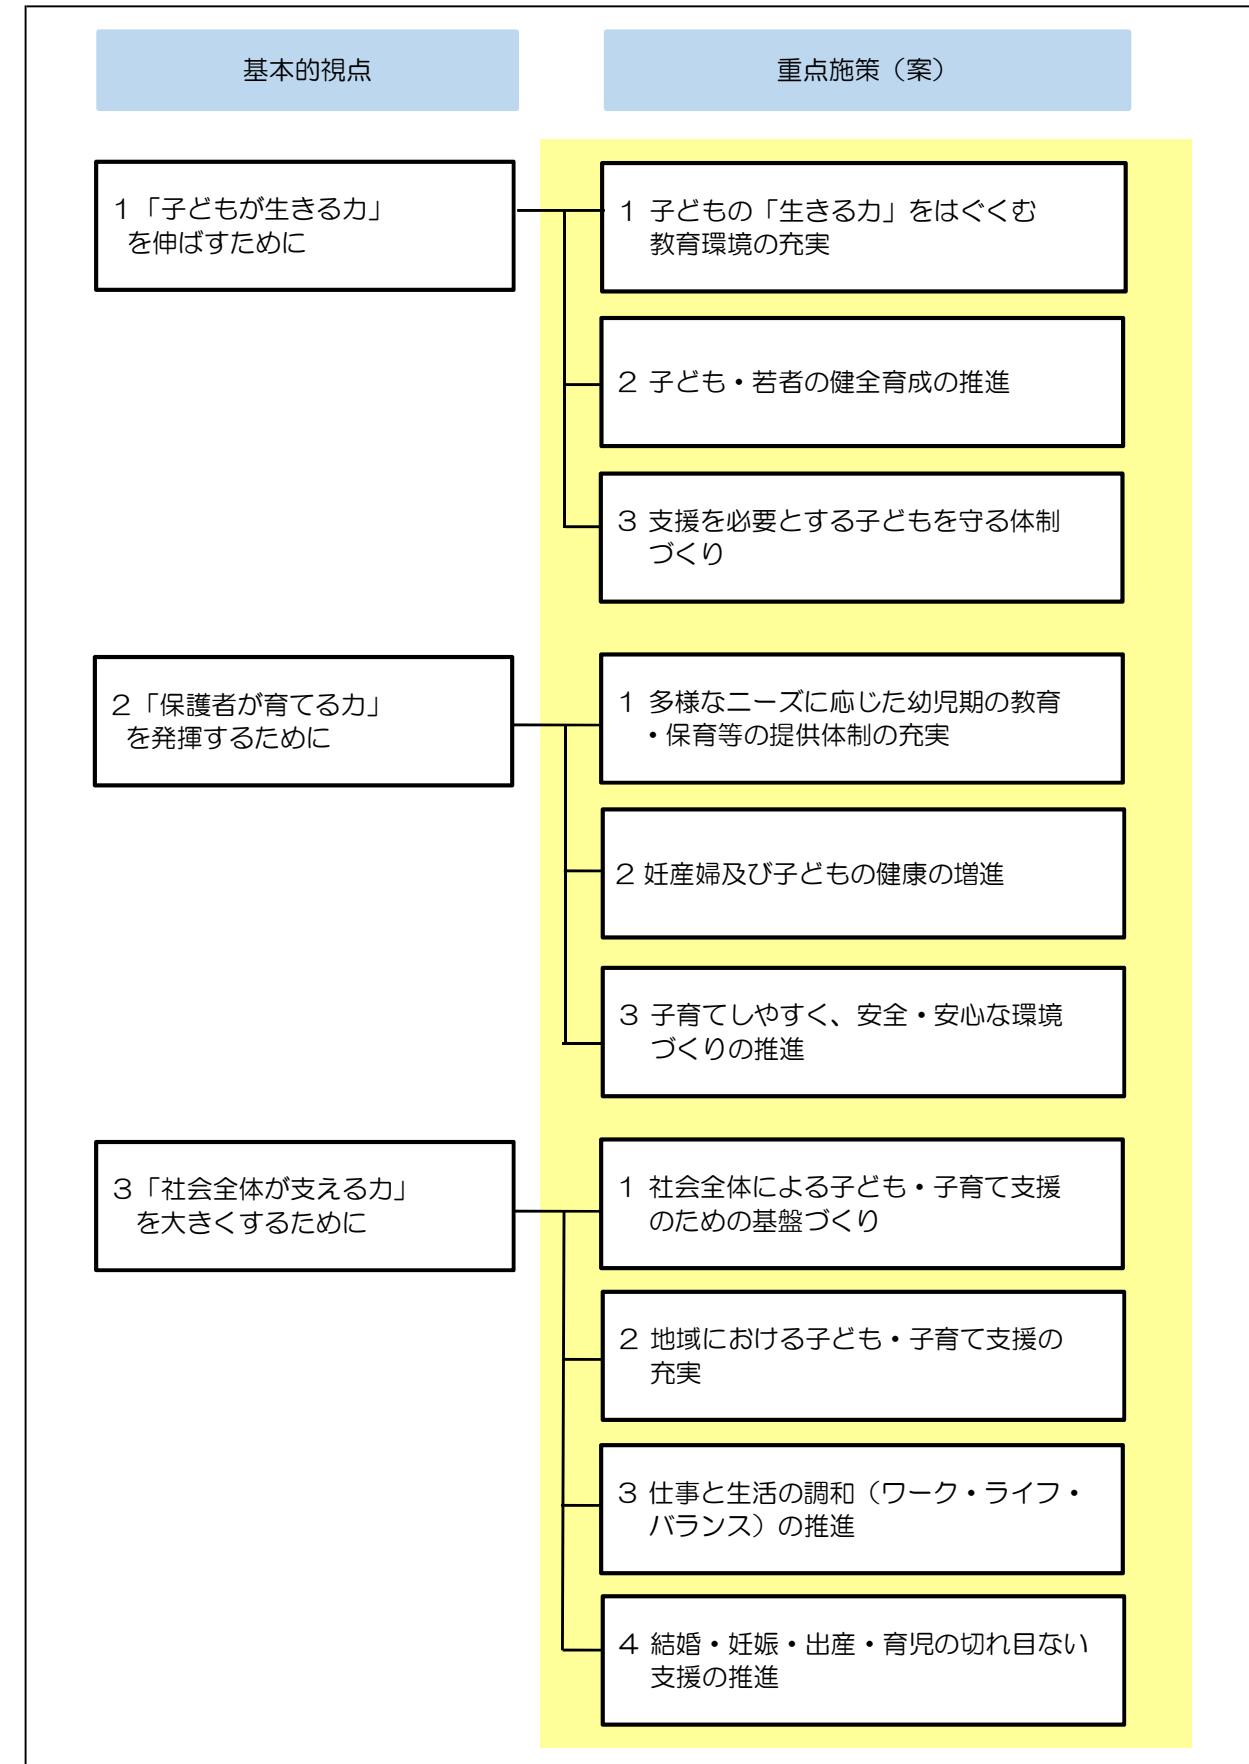 基本的視点
重点施策（案）
１「子どもが生きる力」
を伸ばすために
１ 子どもの「生きる力」をはぐくむ
教育環境の充実
２ 子ども・若者の健全育成の推進
３ 支援を必要とする子どもを守る体制
づくり
２「保護者が育てる力」
を発揮するために
１ 多様なニーズに応じた幼児期の教育
・保育等の提供体制の充実
２ 妊産婦及び子どもの健康の増進
３ 子育てしやすく、安全・安心な環境
づくりの推進
３「社会全体が支える力」
を大きくするために
１ 社会全体による子ども・子育て支援
のための基盤づくり
２ 地域における子ども・子育て支援の
充実
３ 仕事と生活の調和（ワーク・ライフ・
バランス）の推進
４ 結婚・妊娠・出産・育児の切れ目ない
支援の推進